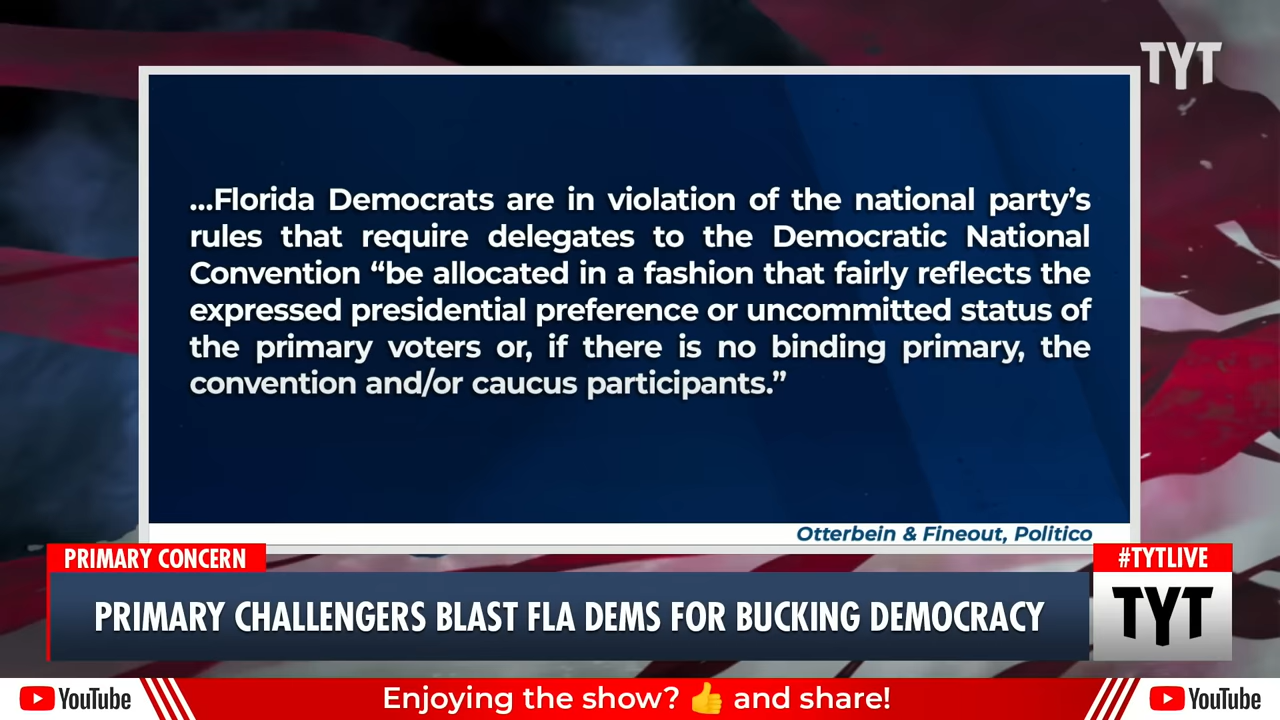 TYT
...Florida Democrats are in violation of the national party’s
rules that require delegates to the Democratic National
Convention “be allocated in a fashion that fairly reflects the
expressed presidential preference or uncommitted status of
the primary voters or, if there is no binding primary, the
convention and/or caucus participants.”
Otterbein & Fineout, Politico
PRIMARY CONCERN
#TYTLIVE
PRIMARY CHALLENGERS BLAST FLA DEMS FOR BUCKING DEMOCRACY
TYT
YouTube
Enjoying the show? 👍 and share!
YouTube